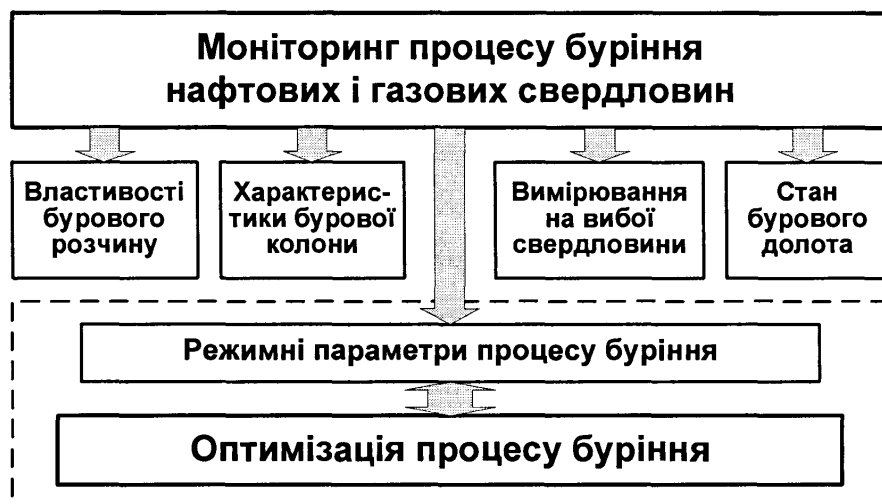 Моніторинг процесу буріння
нафтових і газових свердловин
Властивості
бурового
розчину
Характерис-
тики бурової
колони
Вимірювання
на вибої
свердловини
Стан
бурового
долота
Режимні параметри процесу буріння
Оптимізація процесу буріння